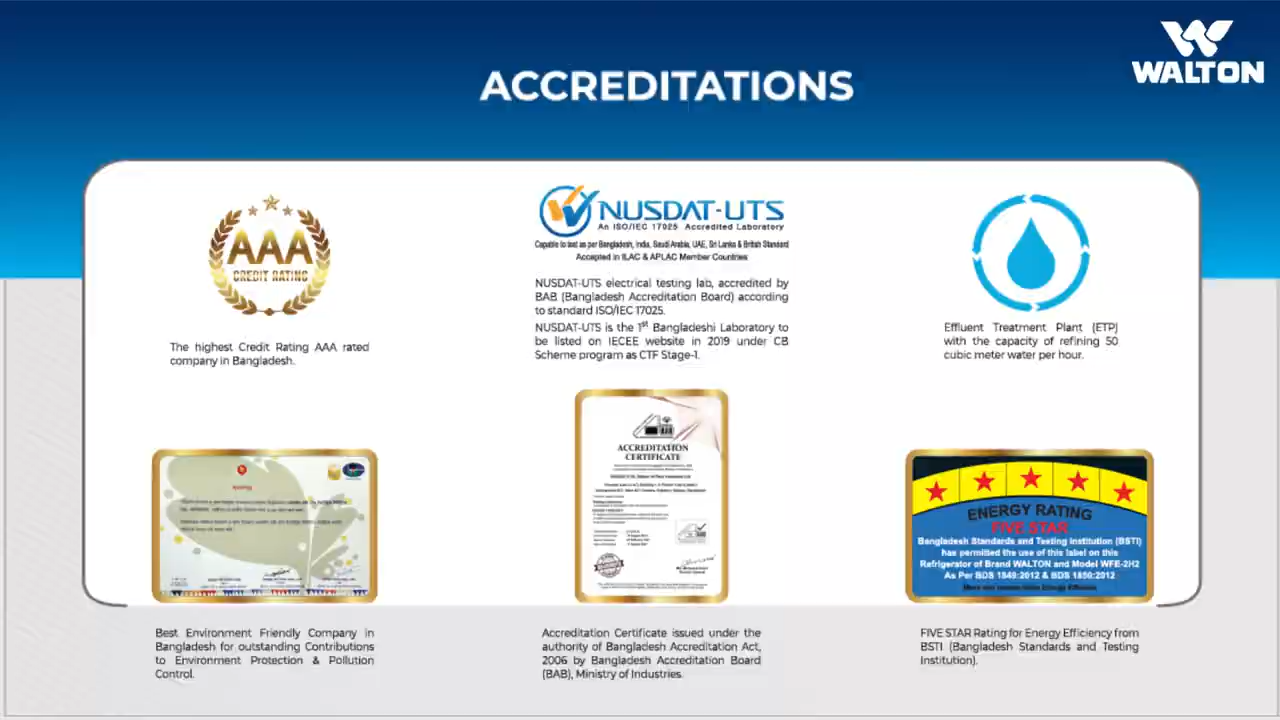 WALTON
ACCREDITATIONS
AAA
CREDIT RATING
The highest Credit Rating AAA rated
company in Bangladesh.
NUSDAT-UTS
An ISO/IEC 17025 Accredited Laboratory
Capable to test as per Bangladesh, India, Saudi Arabia, UAE, Sri Lanka & British Standard
Accepted in ILAC & APLAC Member Countries
NUSDAT-UTS electrical testing lab, accredited by
BAB (Bangladesh Accreditation Board) according
to standard ISO/IEC 17025.
NUSDAT-UTS is the 1st Bangladeshi Laboratory to
be listed on IECEE website in 2019 under CB
Scheme program as CTF Stage-1.
Effluent Treatment Plant (ETP)
with the capacity of refining 50
cubic meter water per hour.
BAB
ACCREDITATION
CERTIFICATE
ENERGY RATING
FIVE STAR
Bangladesh Standards and Testing Institution (BSTI)
has permitted the use of this label on this
Refrigerator of Brand WALTON and Model WFE-2H2
As Per BDS 1849:2012 & BDS 1850:2012
Best Environment Friendly Company in
Bangladesh for outstanding Contributions
to Environment Protection & Pollution
Control.
Accreditation Certificate issued under the
authority of Bangladesh Accreditation Act,
2006 by Bangladesh Accreditation Board
(BAB), Ministry of Industries.
FIVE STAR Rating for Energy Efficiency from
BSTI (Bangladesh Standards and Testing
Institution).